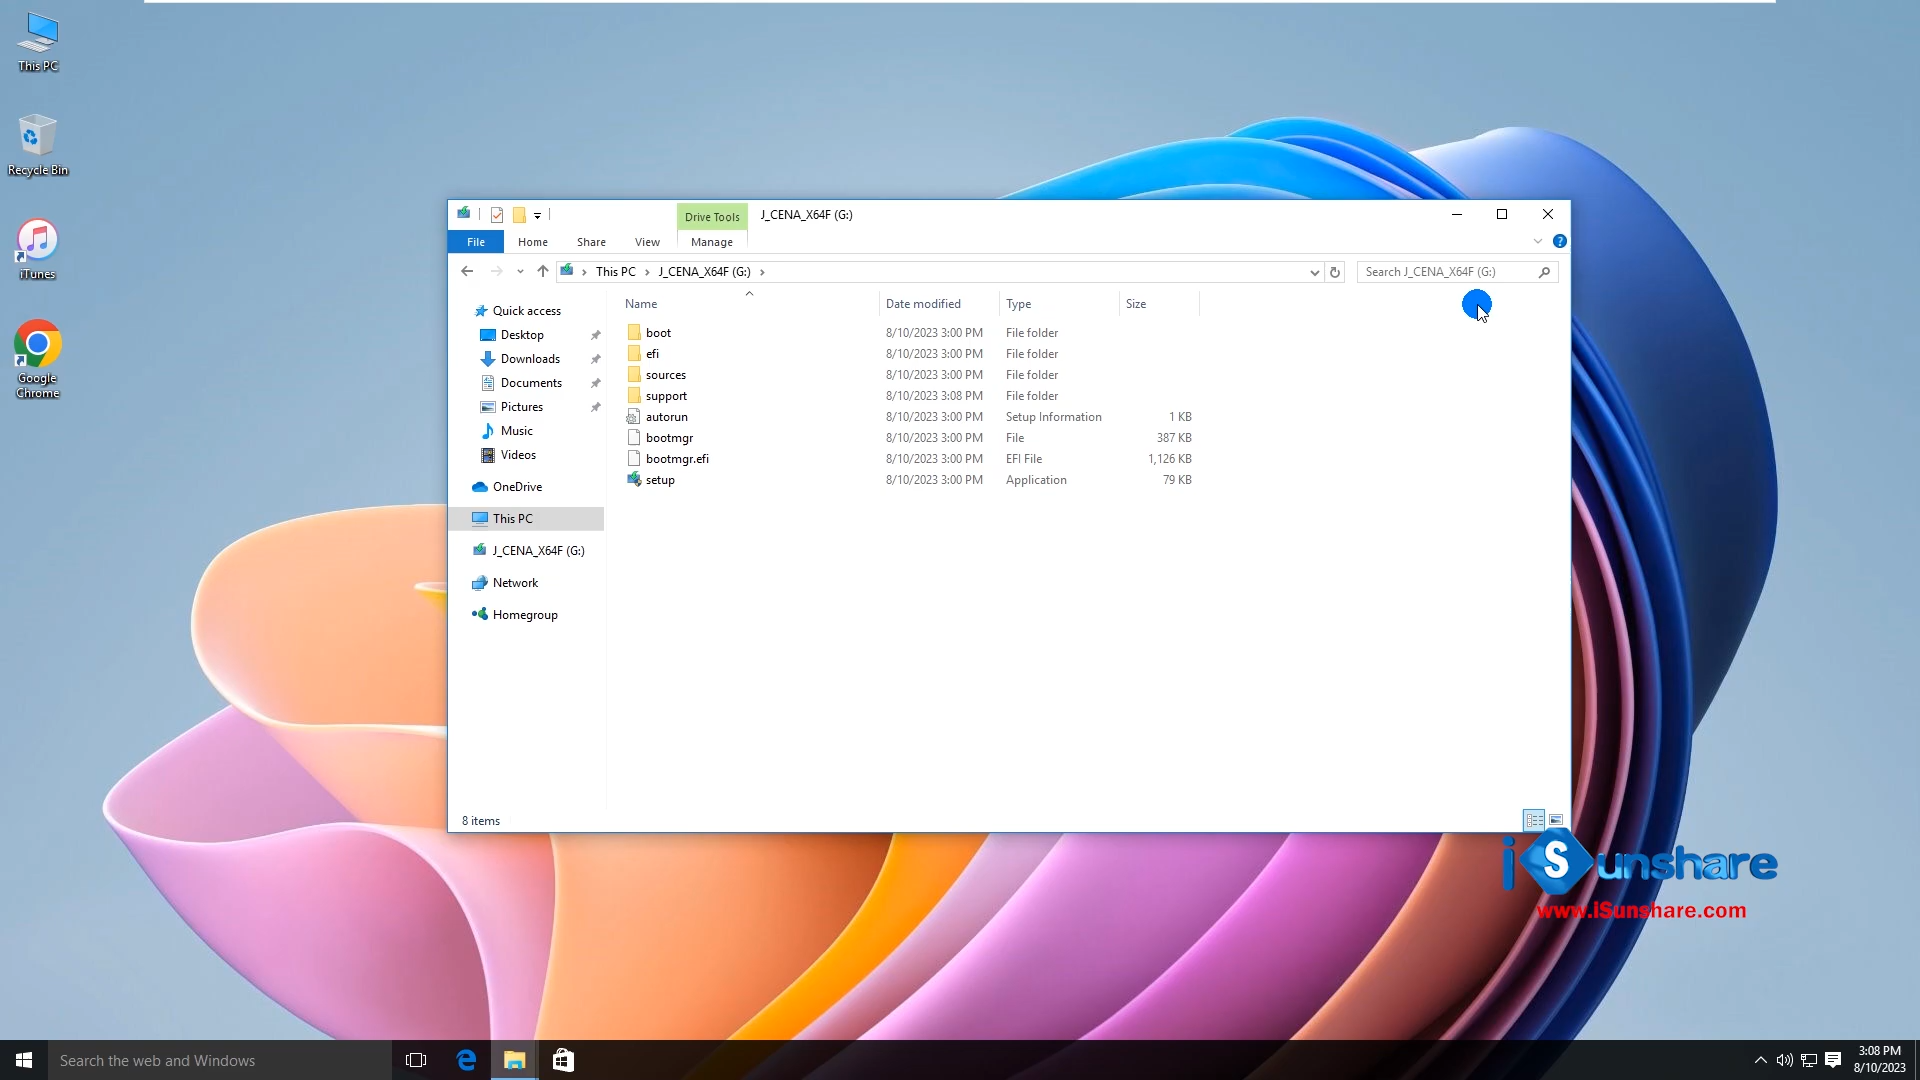 This PC
Recycle Bin
iTunes
Google
Chrome
Drive Tools
J_CENA_X64F (G:)
File Home Share View Manage
This PC J_CENA_X64F (G:)
Search J_CENA_X64F (G:)
Quick access
Desktop
Downloads
Documents
Pictures
Music
Videos
OneDrive
This PC
J_CENA_X64F (G:)
Network
Homegroup
Name Date modified Type Size
boot 8/10/2023 3:00 PM File folder
efi 8/10/2023 3:00 PM File folder
sources 8/10/2023 3:00 PM File folder
support 8/10/2023 3:08 PM File folder
autorun 8/10/2023 3:00 PM Setup Information 1 KB
bootmgr 8/10/2023 3:00 PM File 387 KB
bootmgr.efi 8/10/2023 3:00 PM EFI File 1,126 KB
setup 8/10/2023 3:00 PM Application 79 KB
8 items
iSunshare
www.iSunshare.com
Search the web and Windows
3:08 PM
8/10/2023